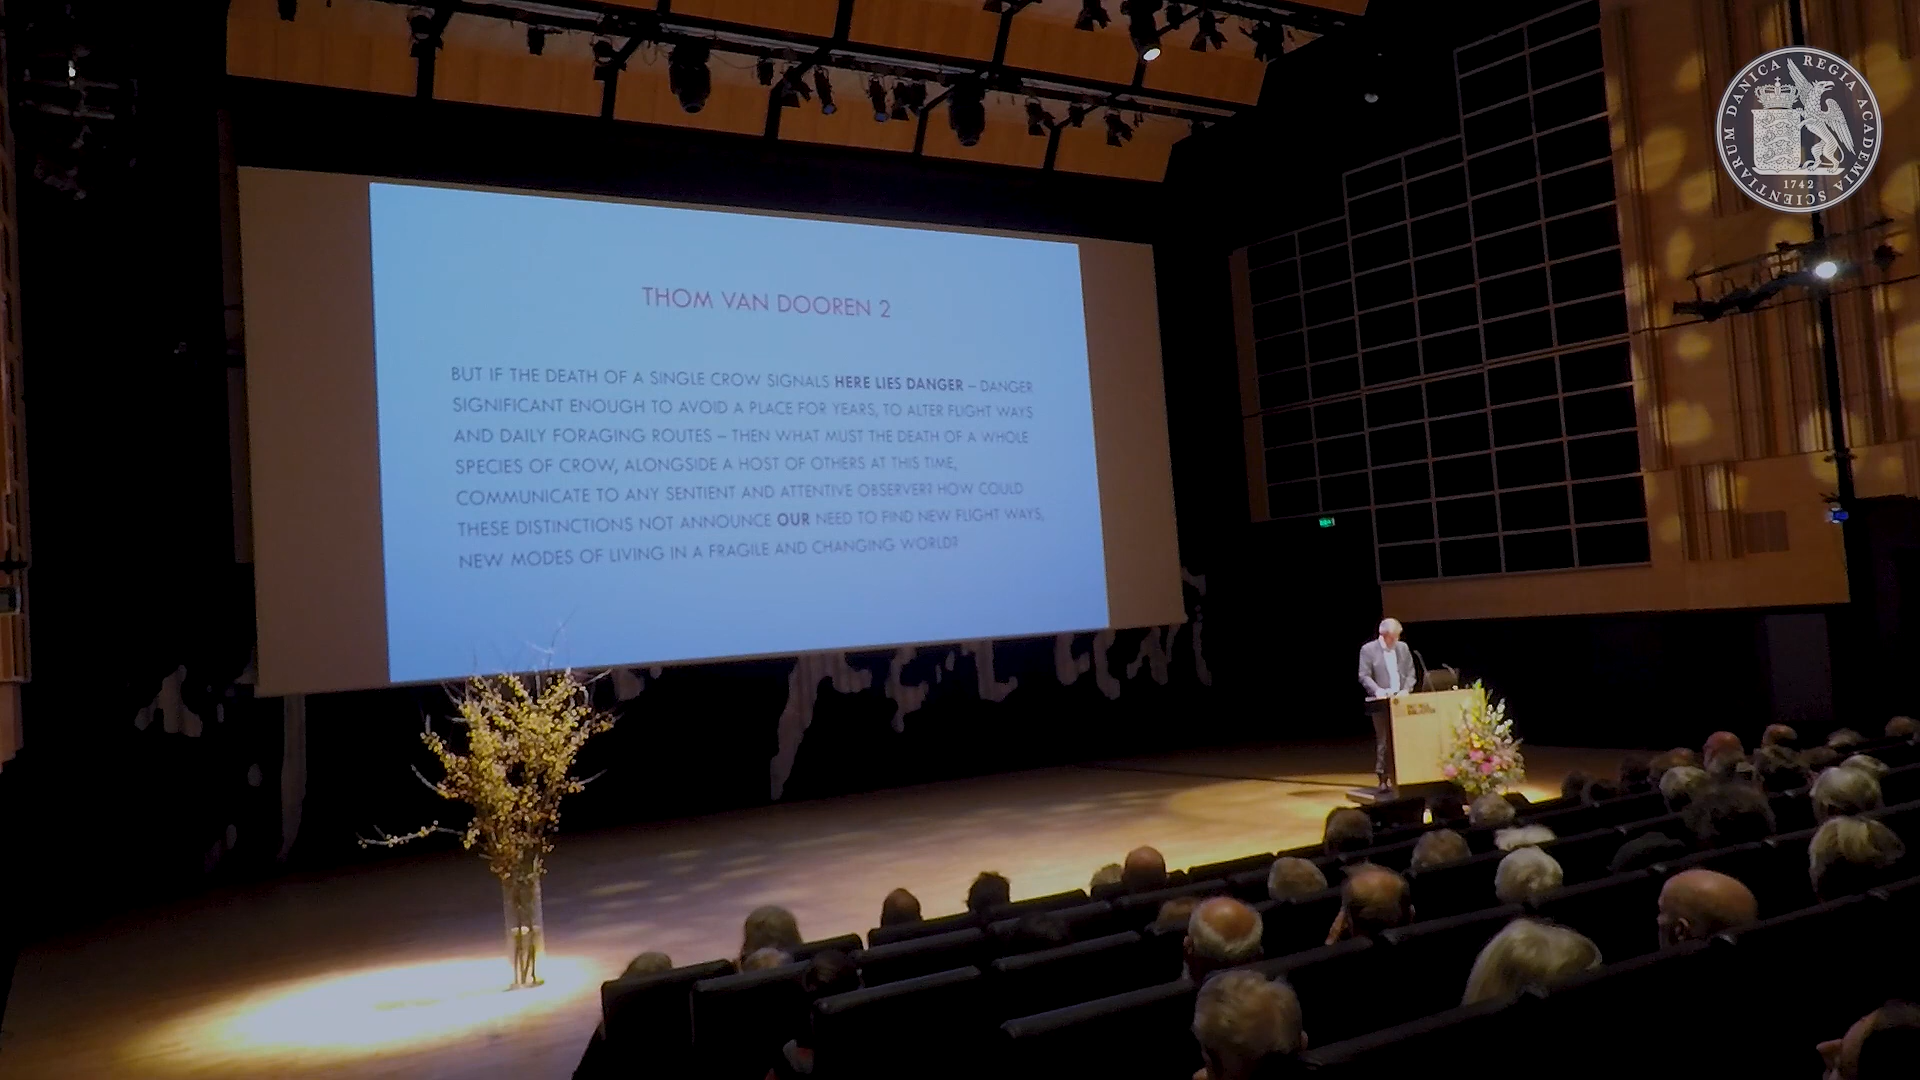 THOM VAN DOOREN 2
BUT IF THE DEATH OF A SINGLE CROW SIGNALS HERE LIES DANGER – DANGER
SIGNIFICANT ENOUGH TO AVOID A PLACE FOR YEARS, TO ALTER FLIGHT WAYS
AND DAILY FORAGING ROUTES – THEN WHAT MUST THE DEATH OF A WHOLE
SPECIES OF CROW, ALONGSIDE A HOST OF OTHERS AT THIS TIME,
COMMUNICATE TO ANY SENTIENT AND ATTENTIVE OBSERVER? HOW COULD
THESE DISTINCTIONS NOT ANNOUNCE OUR NEED TO FIND NEW FLIGHT WAYS,
NEW MODES OF LIVING IN A FRAGILE AND CHANGING WORLD?
REGIA ACADEMIA SCIENTIARUM DANICA
1742